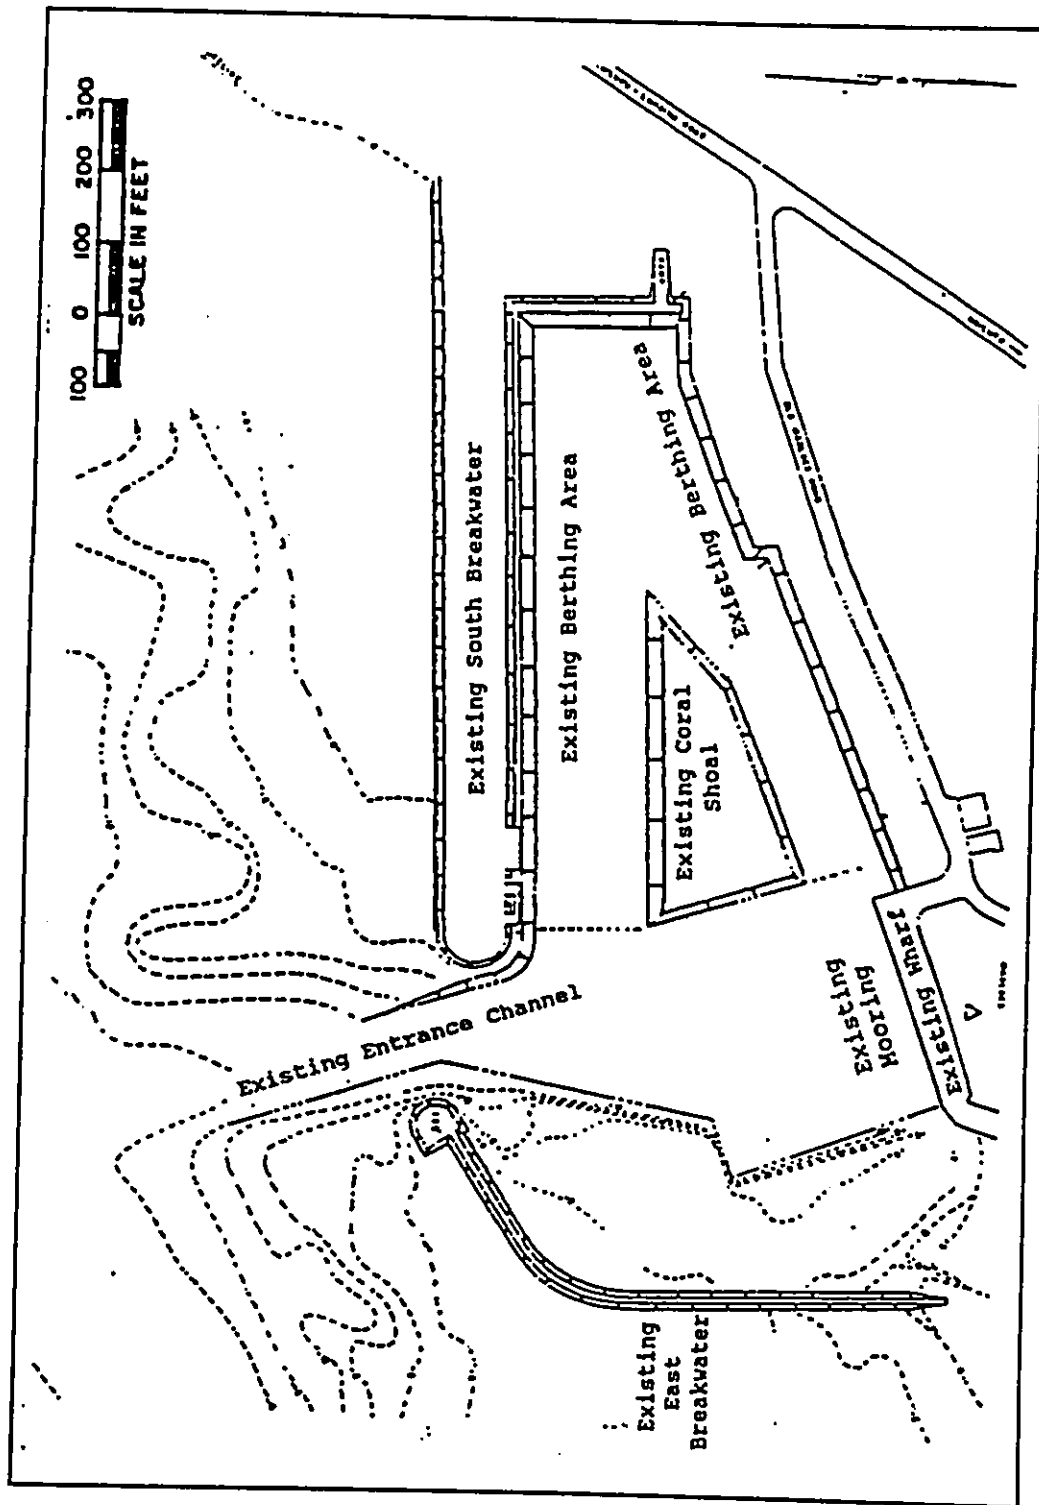 100 0 100 200 300
SCALE IN FEET
Existing South Breakwater
Existing Berthing Area
Existing Berthing Area
Existing Coral
Shoal
Existing Entrance Channel
Existing
Mooring
Existing Wharf
Existing
East
Breakwater